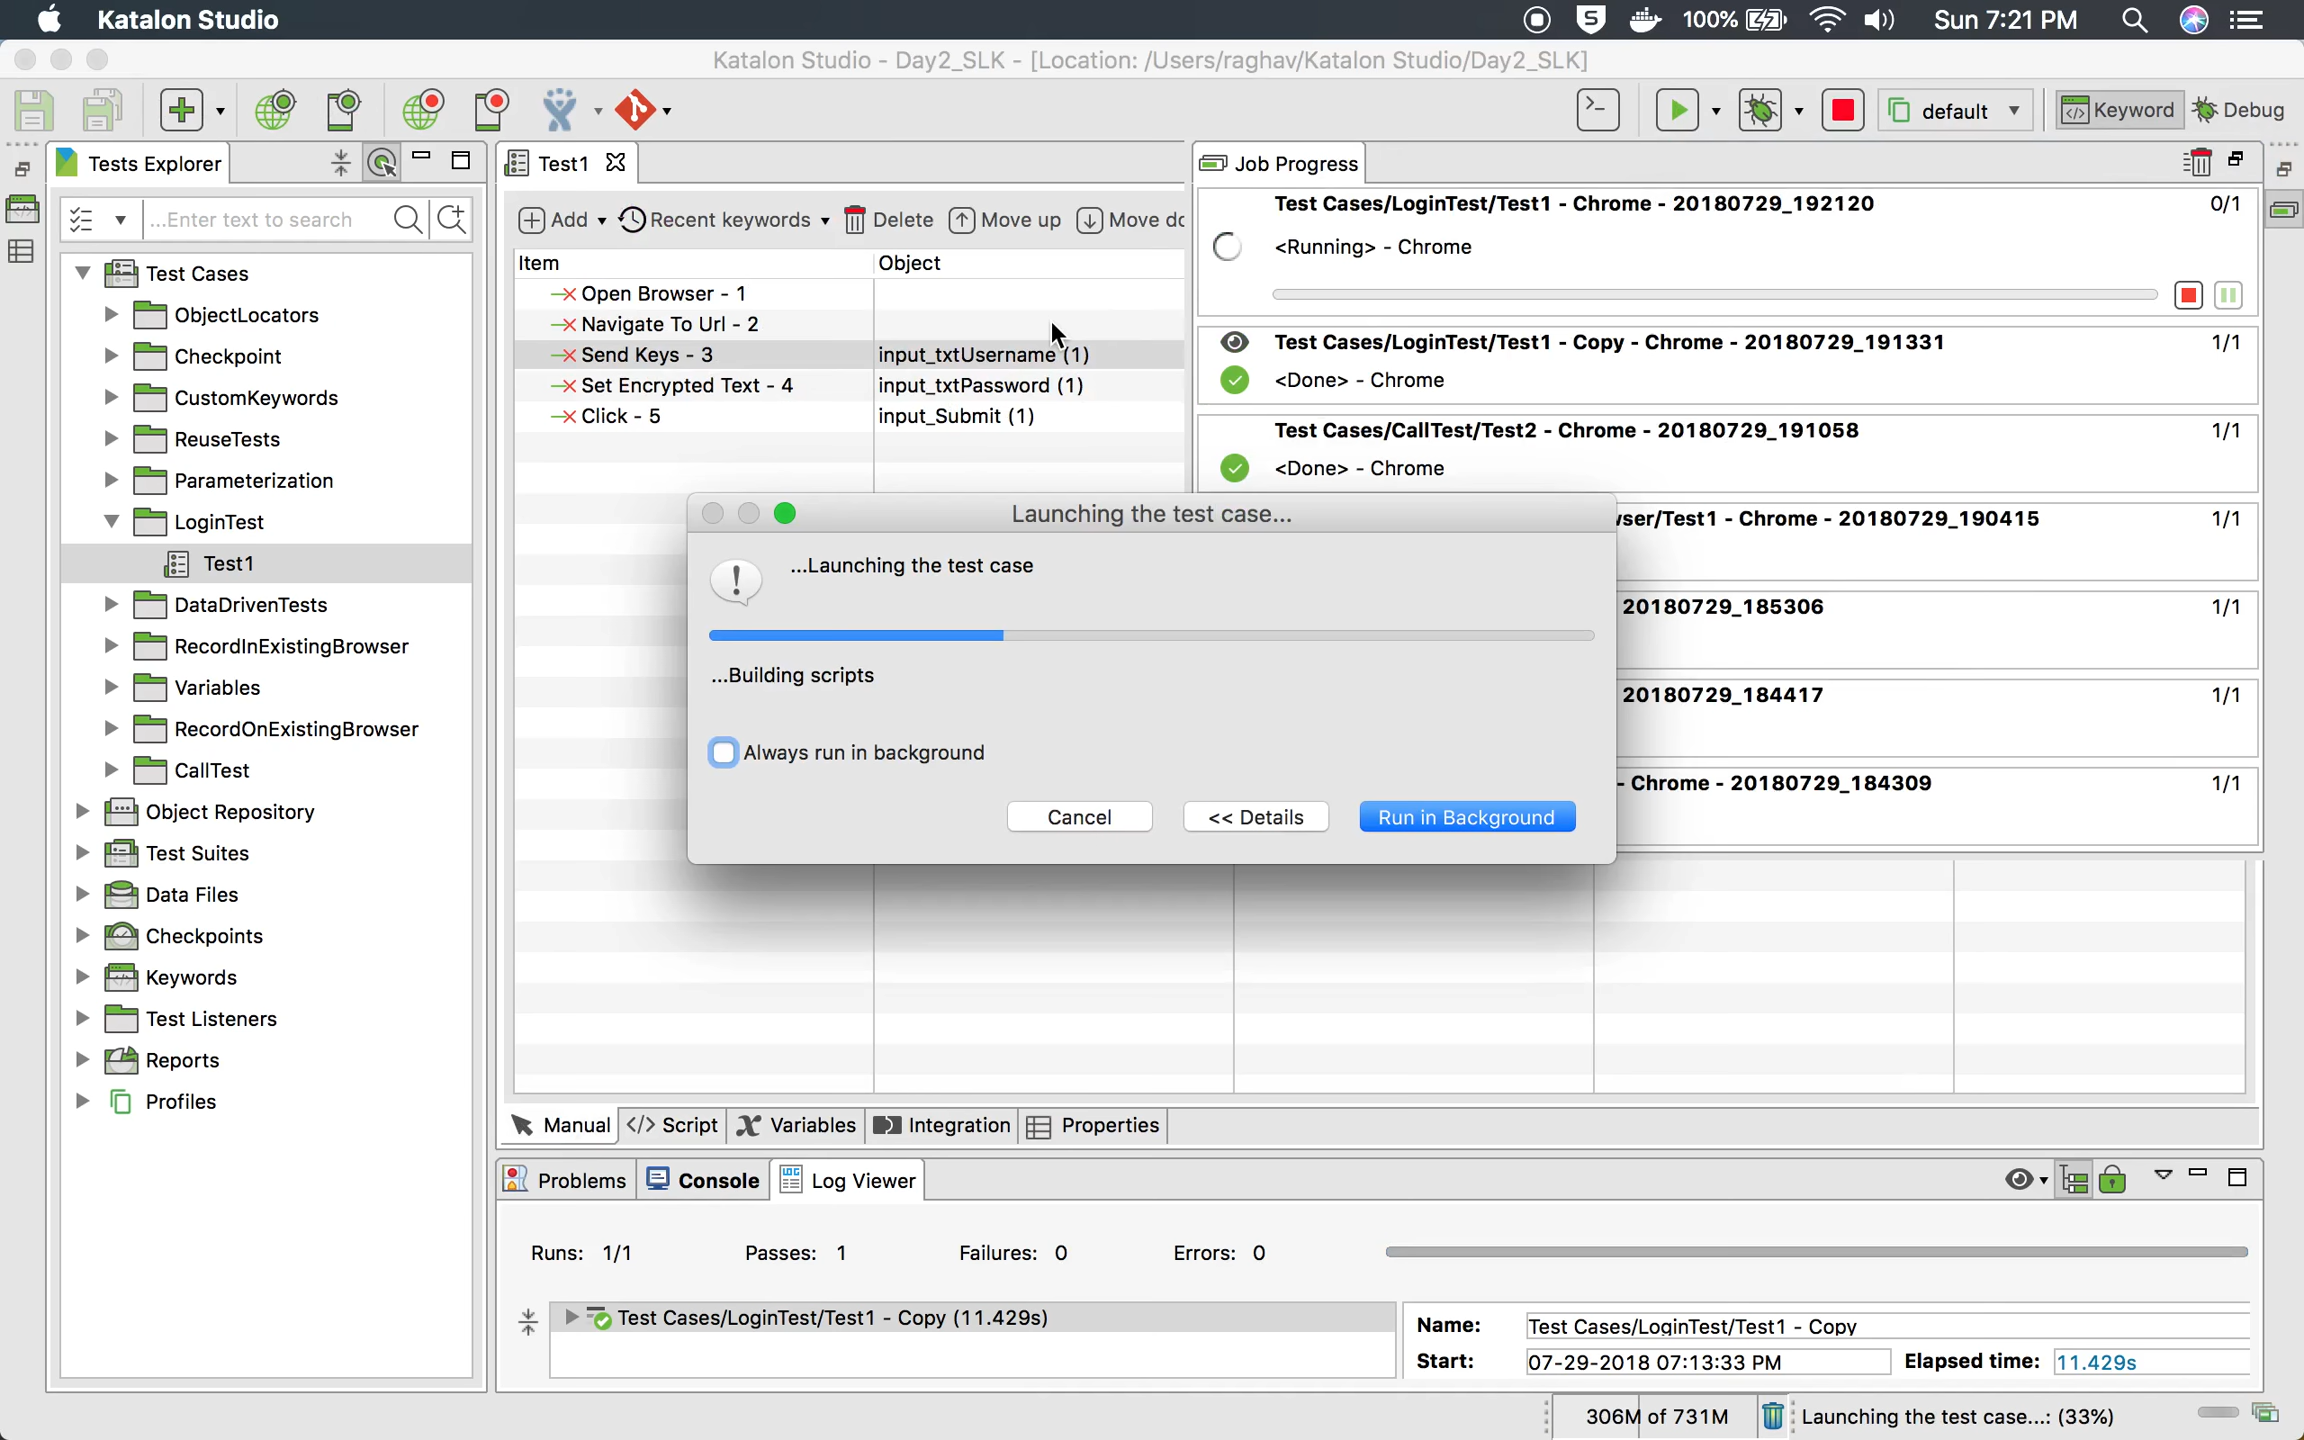 Katalon Studio
100%
Sun 7:21 PM
Katalon Studio - Day2_SLK - [Location: /Users/raghav/Katalon Studio/Day2_SLK]
default
Keyword
Debug
Tests Explorer
Test1
Job Progress
...Enter text to search
Add
Recent keywords
Delete
Move up
Move do
Item
Object
Open Browser - 1
Navigate To Url - 2
Send Keys - 3
input_txtUsername (1)
Set Encrypted Text - 4
input_txtPassword (1)
Click - 5
input_Submit (1)
Test Cases
ObjectLocators
Checkpoint
CustomKeywords
ReuseTests
Parameterization
LoginTest
Test1
DataDrivenTests
RecordInExistingBrowser
Variables
RecordOnExistingBrowser
CallTest
Object Repository
Test Suites
Data Files
Checkpoints
Keywords
Test Listeners
Reports
Profiles
Test Cases/LoginTest/Test1 - Chrome - 20180729_192120
0/1
<Running> - Chrome
Test Cases/LoginTest/Test1 - Copy - Chrome - 20180729_191331
1/1
<Done> - Chrome
Test Cases/CallTest/Test2 - Chrome - 20180729_191058
1/1
<Done> - Chrome
ser/Test1 - Chrome - 20180729_190415
1/1
20180729_185306
1/1
20180729_184417
1/1
- Chrome - 20180729_184309
1/1
Launching the test case...
...Launching the test case
...Building scripts
Always run in background
Cancel
<< Details
Run in Background
Manual
</> Script
Variables
Integration
Properties
Problems
Console
Log Viewer
Runs: 1/1
Passes: 1
Failures: 0
Errors: 0
Test Cases/LoginTest/Test1 - Copy (11.429s)
Name:
Test Cases/LoginTest/Test1 - Copy
Start:
07-29-2018 07:13:33 PM
Elapsed time:
11.429s
306M of 731M
Launching the test case...: (33%)